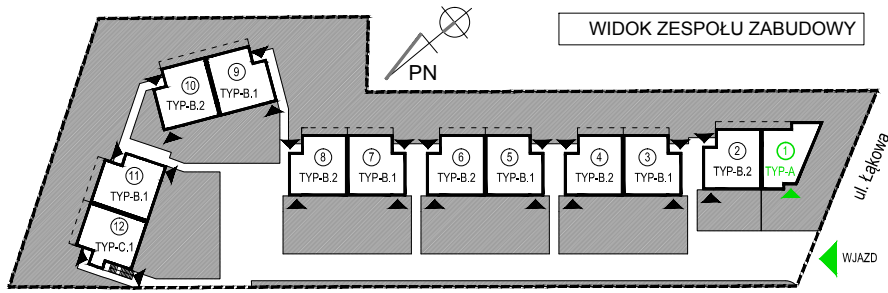 WIDOK ZESPOŁU ZABUDOWY
PN
10
TYP-B.2
9
TYP-B.1
8
TYP-B.2
7
TYP-B.1
6
TYP-B.2
5
TYP-B.1
4
TYP-B.2
3
TYP-B.1
2
TYP-B.2
1
TYP-A
11
TYP-B.1
12
TYP-C.1
ul. Łąkowa
WJAZD